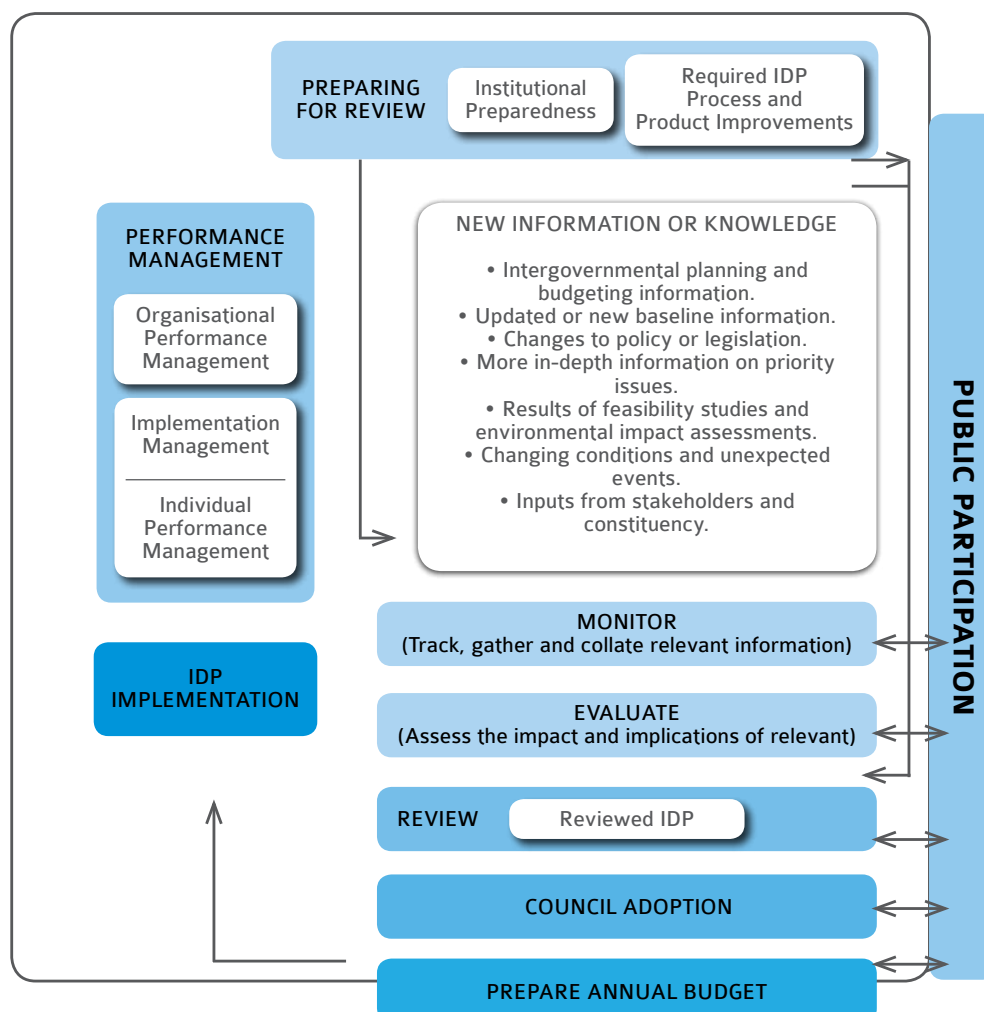 PREPARING
FOR REVIEW
Institutional
Preparedness
Required IDP
Process and
Product Improvements
PERFORMANCE
MANAGEMENT
Organisational
Performance
Management
Implementation
Management
Individual
Performance
Management
NEW INFORMATION OR KNOWLEDGE
• Intergovernmental planning and
budgeting information.
• Updated or new baseline information.
• Changes to policy or legislation.
• More in-depth information on priority
issues.
• Results of feasibility studies and
environmental impact assessments.
• Changing conditions and unexpected
events.
• Inputs from stakeholders and
constituency.
MONITOR
(Track, gather and collate relevant information)
IDP
IMPLEMENTATION
EVALUATE
(Assess the impact and implications of relevant)
REVIEW
Reviewed IDP
COUNCIL ADOPTION
PREPARE ANNUAL BUDGET
PUBLIC PARTICIPATION